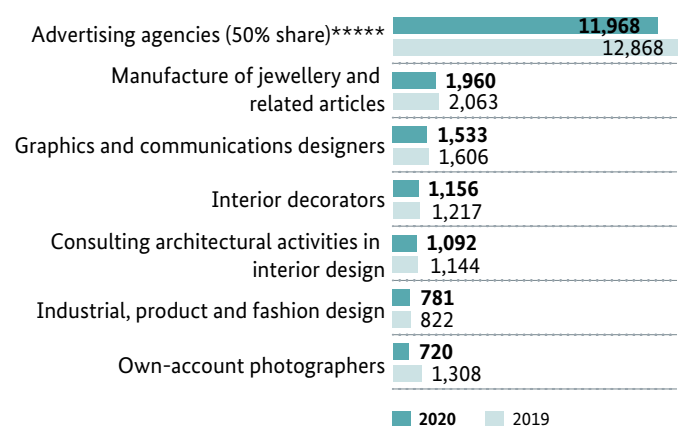 Advertising agencies (50% share)*****
11,968
12,868
Manufacture of jewellery and
related articles
1,960
2,063
Graphics and communications designers
1,533
1,606
Interior decorators
1,156
1,217
Consulting architectural activities in
interior design
1,092
1,144
Industrial, product and fashion design
781
822
Own-account photographers
720
1,308
2020 2019